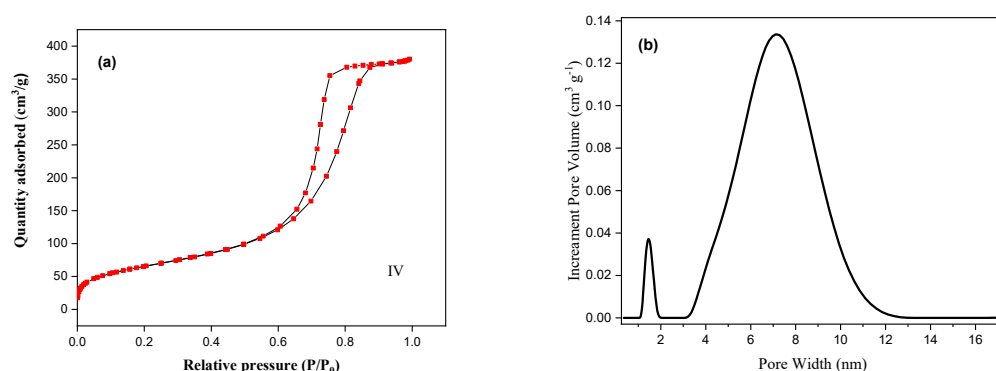 (a)
400
350
300
250
200
150
100
50
0
Quantity adsorbed (cm³/g)
IV
0.0 0.2 0.4 0.6 0.8 1.0
Relative pressure (P/P₀)
(b)
0.14
0.12
0.10
0.08
0.06
0.04
0.02
0.00
Increament Pore Volume (cm³ g⁻¹)
2 4 6 8 10 12 14 16
Pore Width (nm)